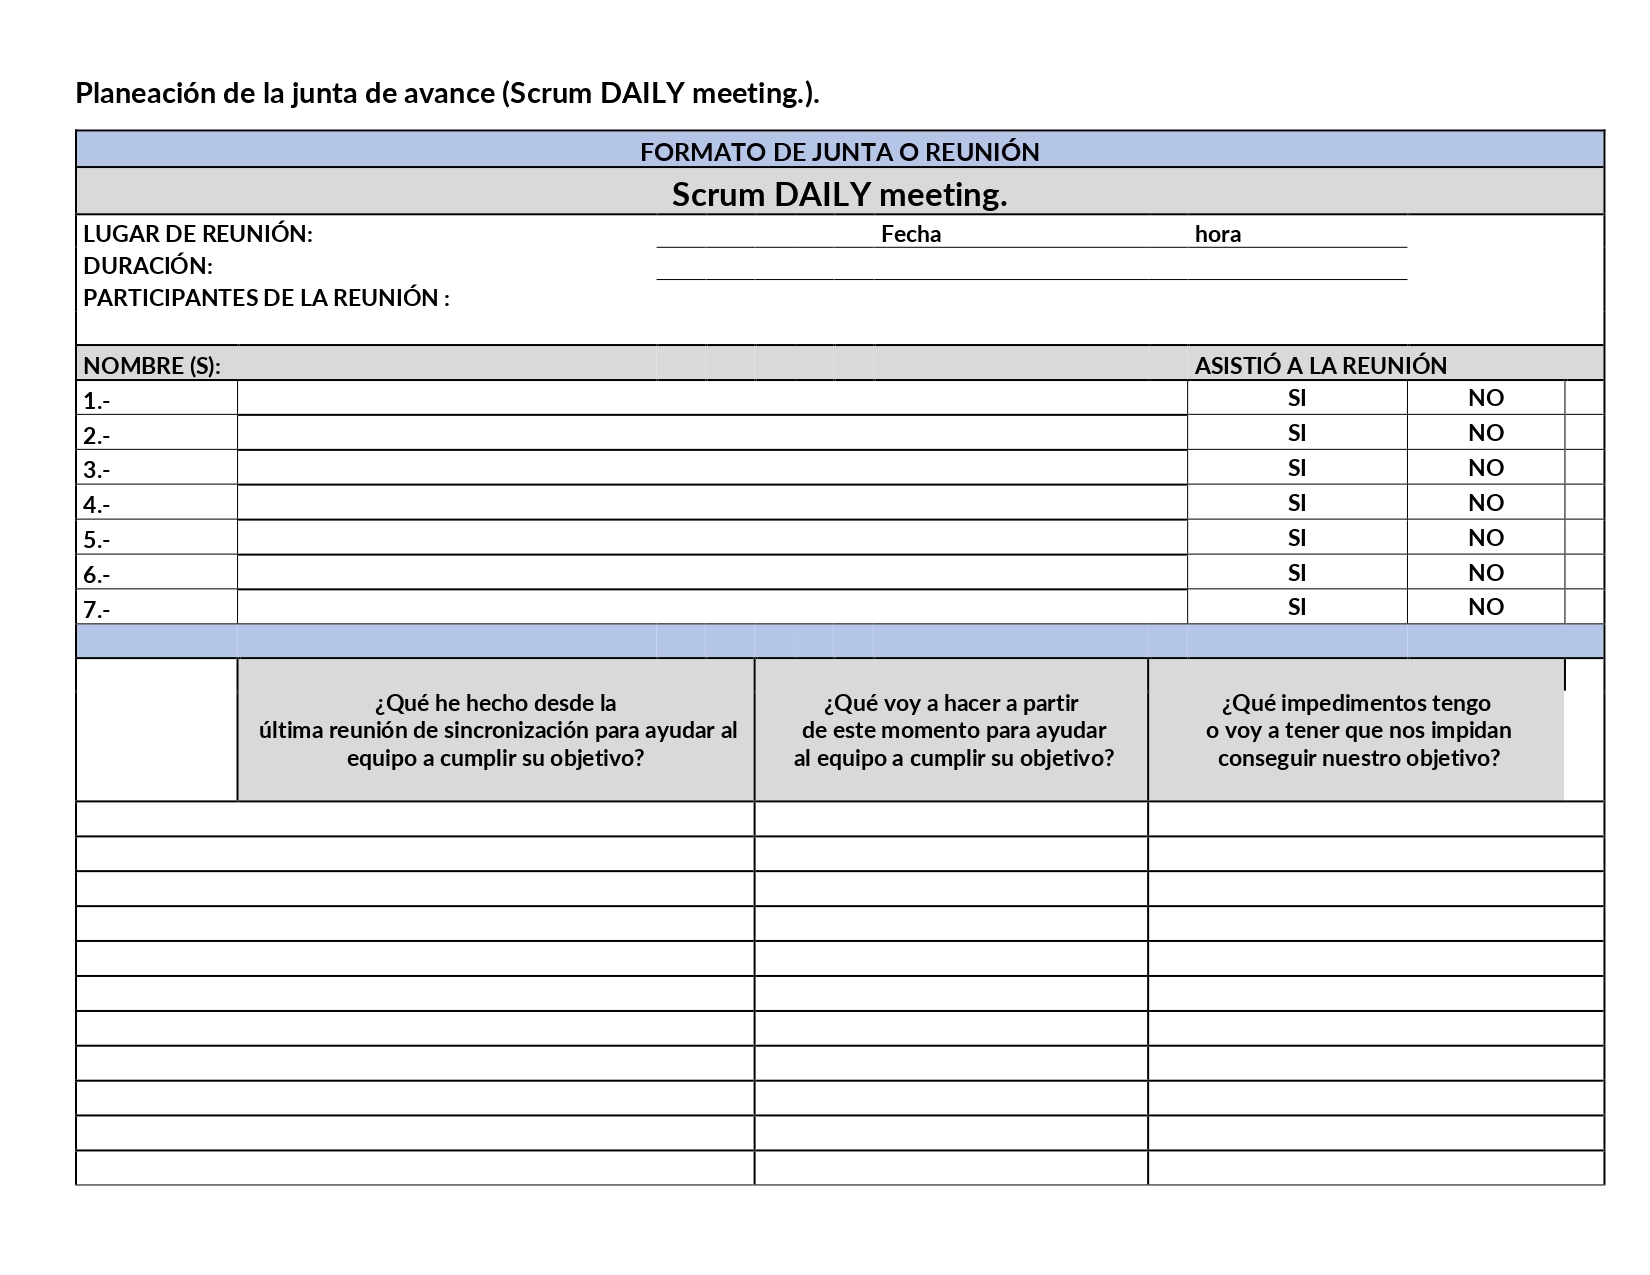 Planeación de la junta de avance (Scrum DAILY meeting.).
FORMATO DE JUNTA O REUNIÓN
Scrum DAILY meeting.
LUGAR DE REUNIÓN: Fecha hora
DURACIÓN:
PARTICIPANTES DE LA REUNIÓN :
NOMBRE (S): ASISTIÓ A LA REUNIÓN
1.- SI NO
2.- SI NO
3.- SI NO
4.- SI NO
5.- SI NO
6.- SI NO
7.- SI NO
¿Qué he hecho desde la
última reunión de sincronización para ayudar al
equipo a cumplir su objetivo?
¿Qué voy a hacer a partir
de este momento para ayudar
al equipo a cumplir su objetivo?
¿Qué impedimentos tengo
o voy a tener que nos impidan
conseguir nuestro objetivo?